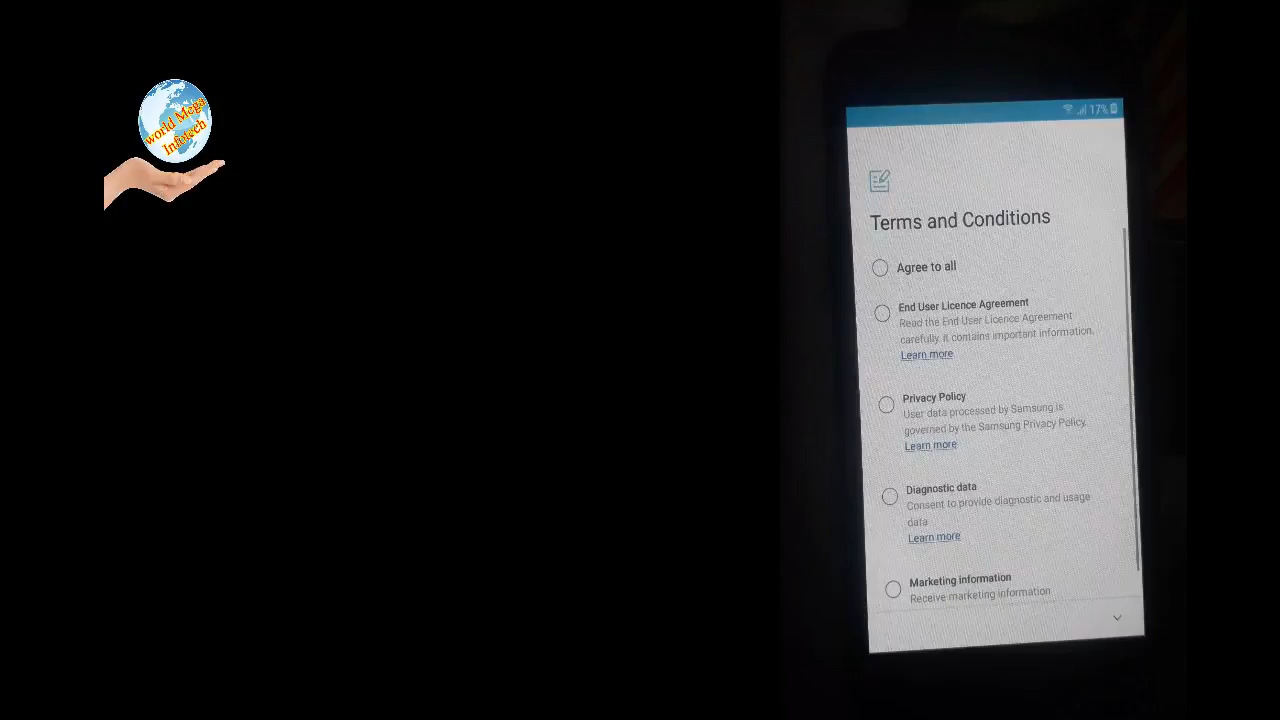 world Mega
Infotech
17%
Terms and Conditions
Agree to all
End User Licence Agreement
Read the End User Licence Agreement
carefully. It contains important information.
Learn more
Privacy Policy
User data processed by Samsung is
governed by the Samsung Privacy Policy.
Learn more
Diagnostic data
Consent to provide diagnostic and usage
data
Learn more
Marketing information
Receive marketing information